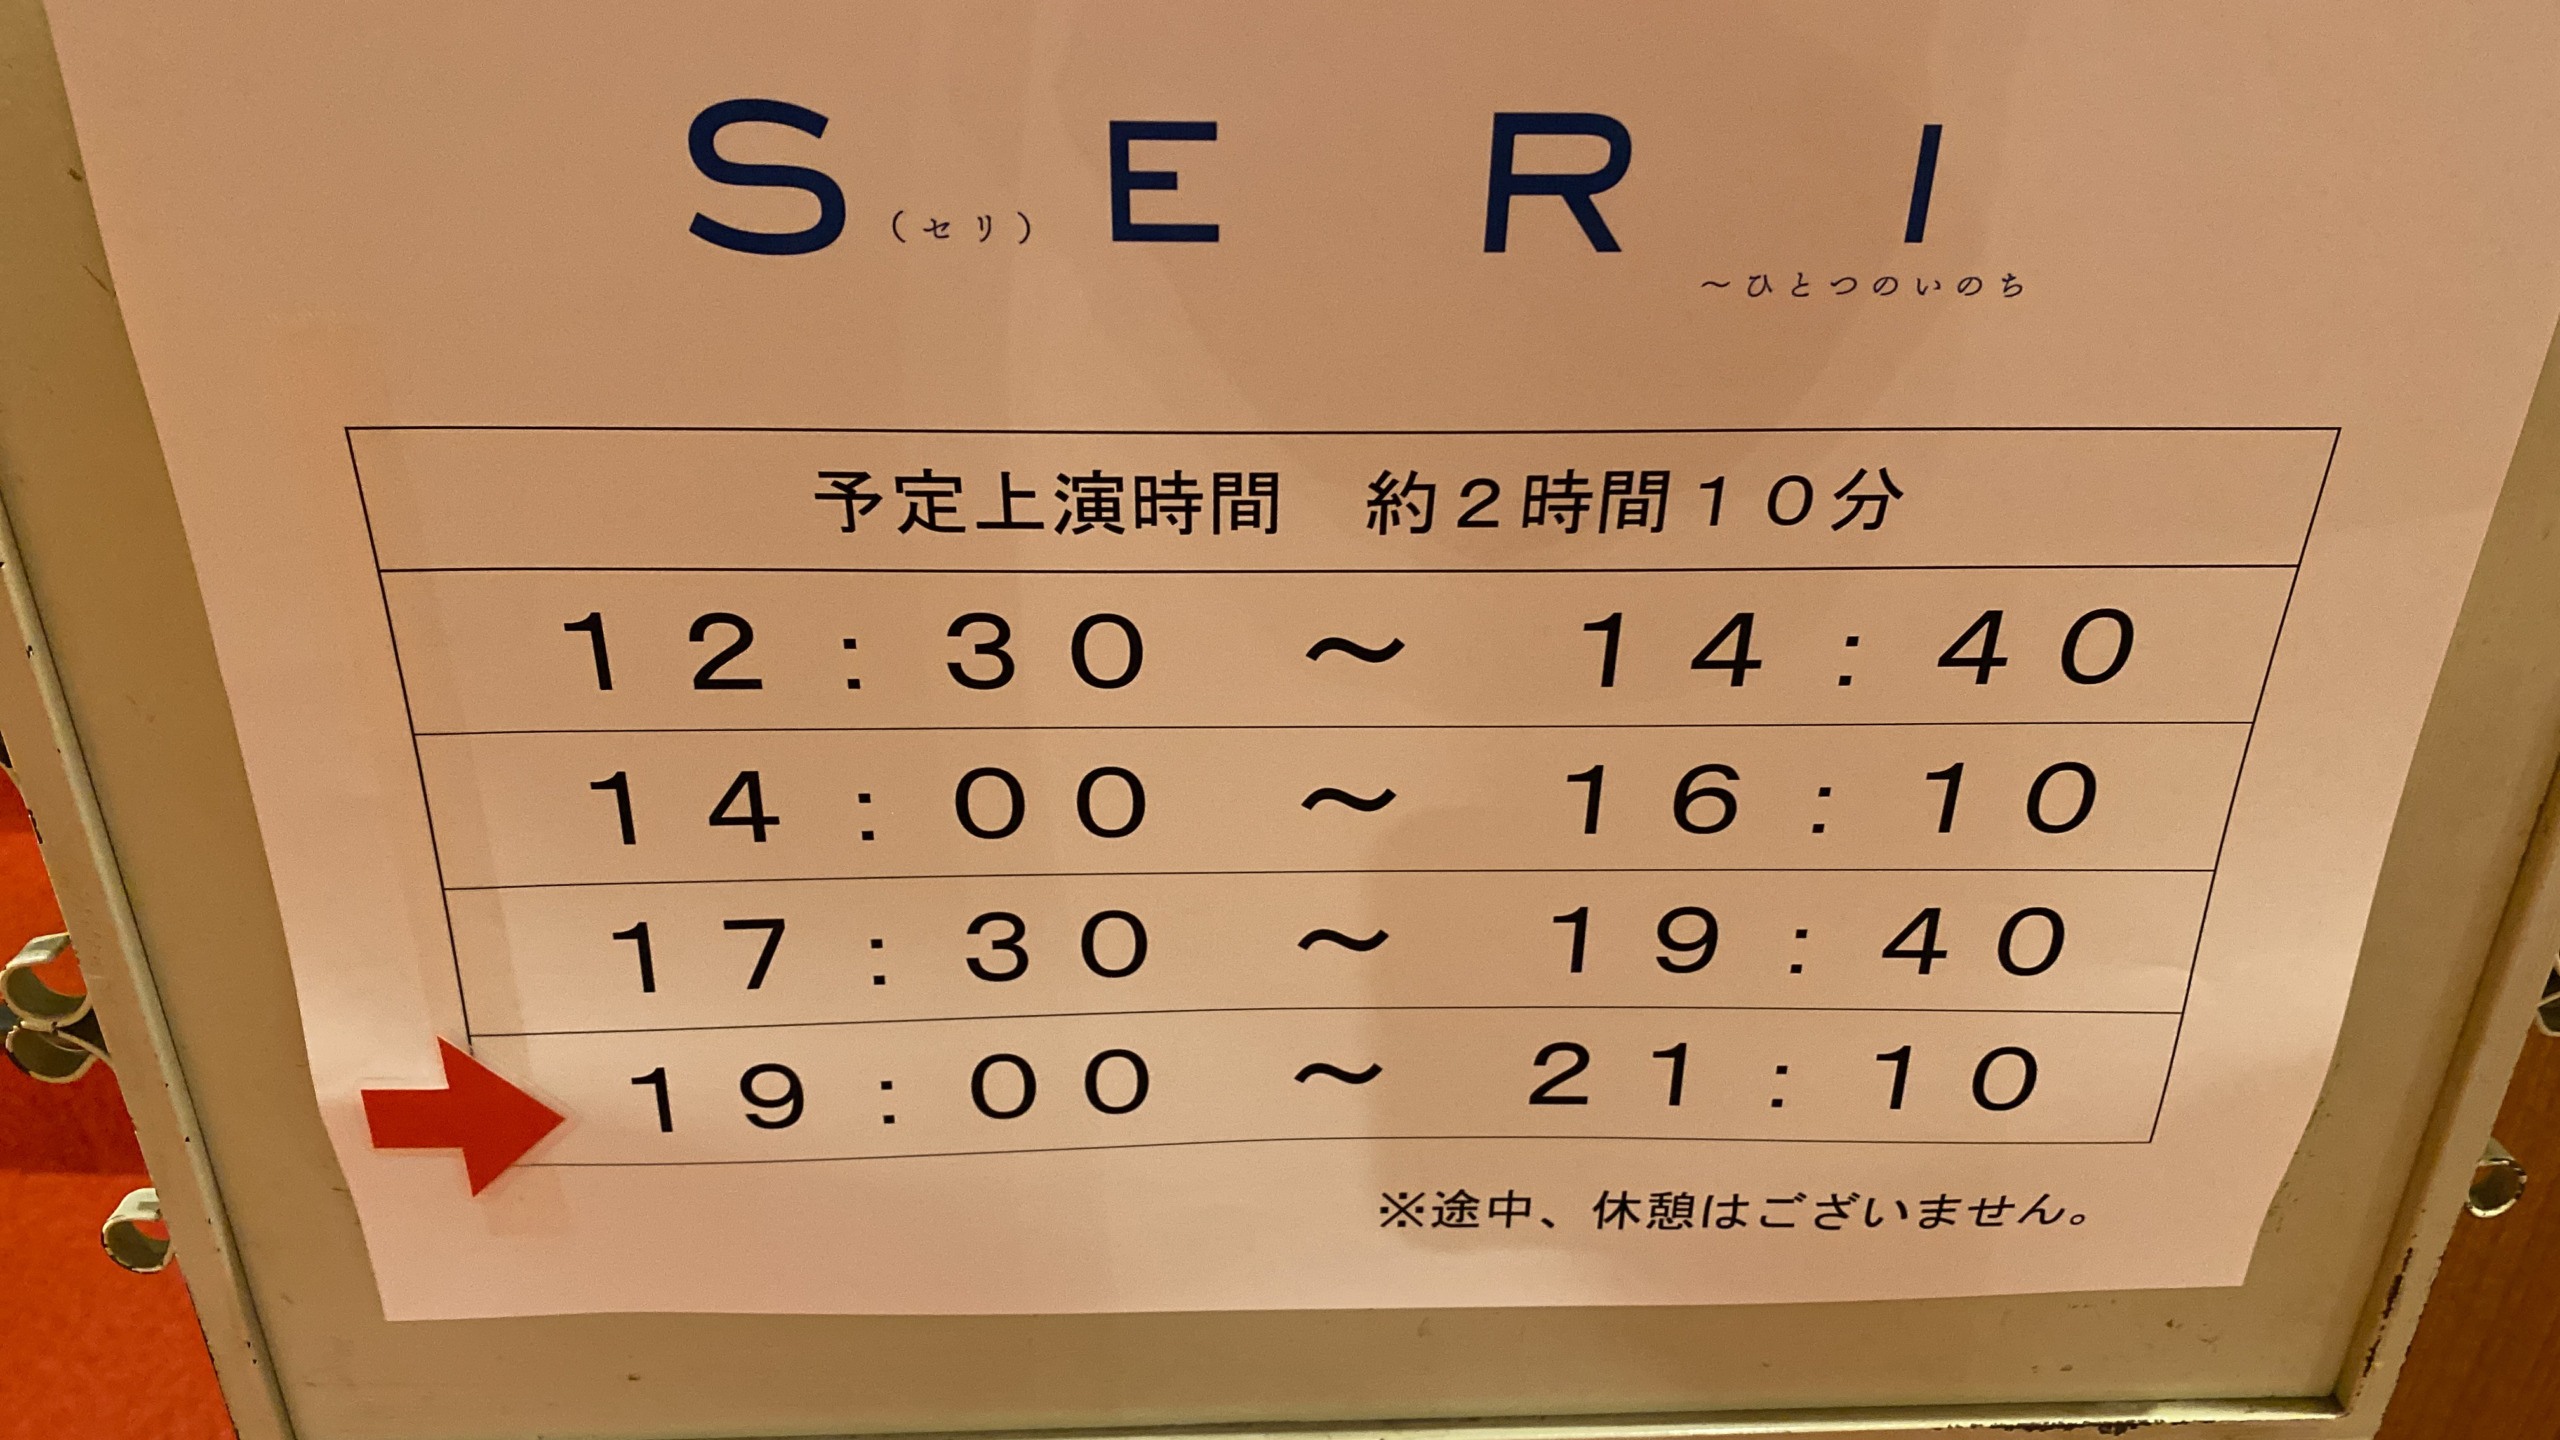 SERI
(セリ)
～ひとつのいのち
予定上演時間　約２時間１０分
１２：３０　～　１４：４０
１４：００　～　１６：１０
１７：３０　～　１９：４０
１９：００　～　２１：１０
※途中、休憩はございません。